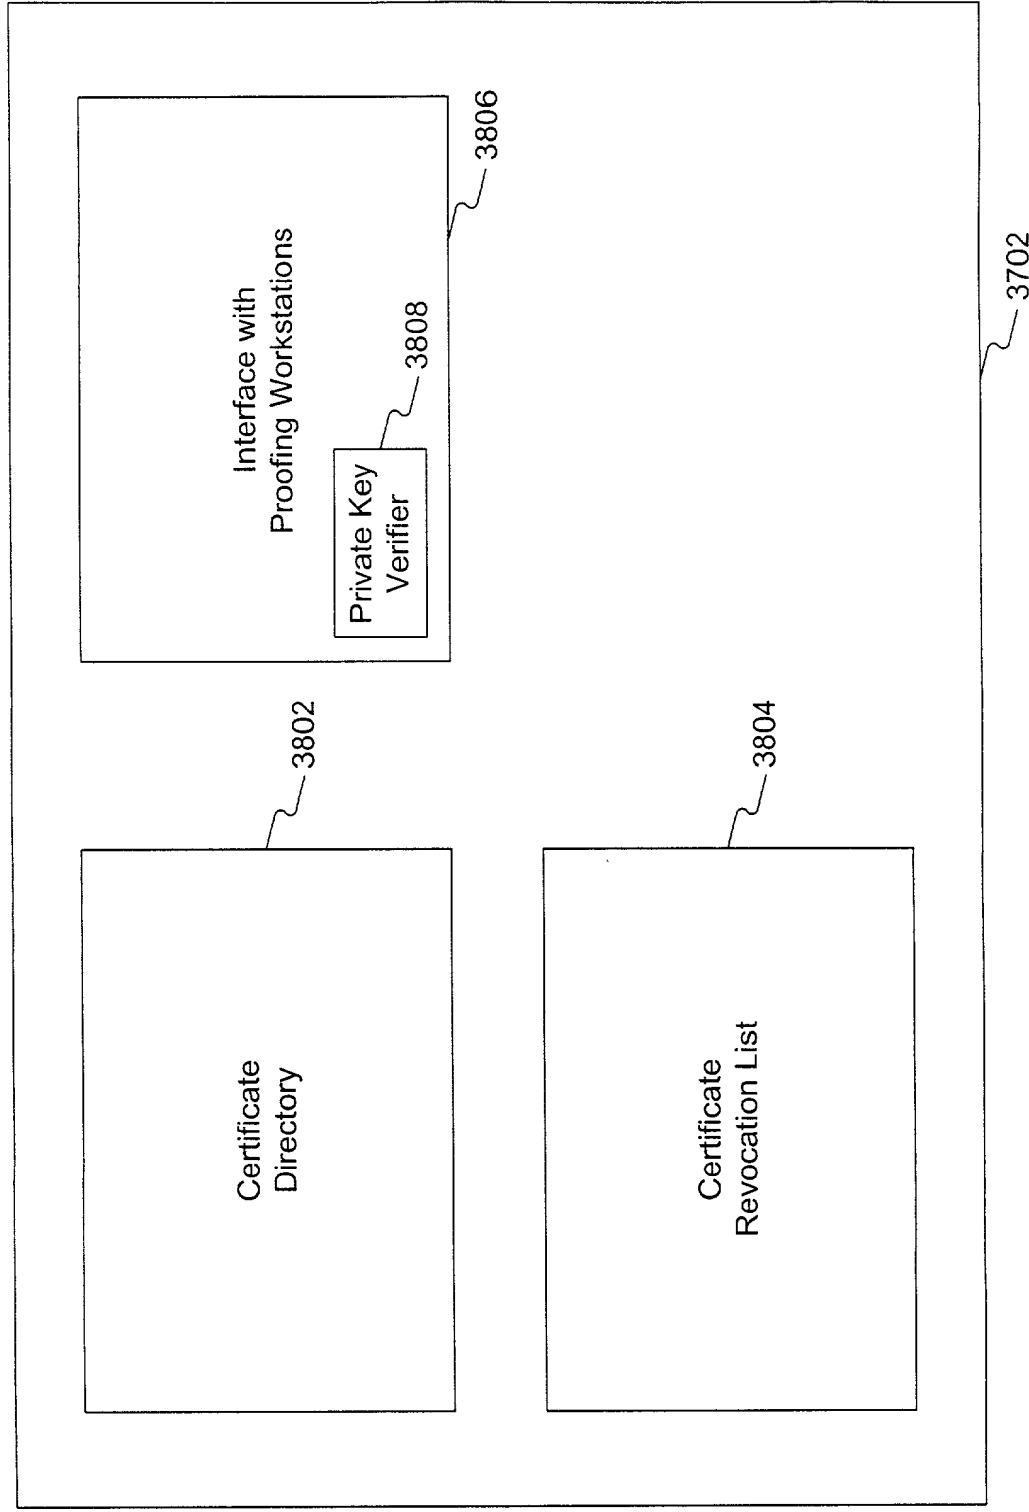 Certificate
Directory
3802
Interface with
Proofing Workstations
Private Key
Verifier
3808
3806
Certificate
Revocation List
3804
3702